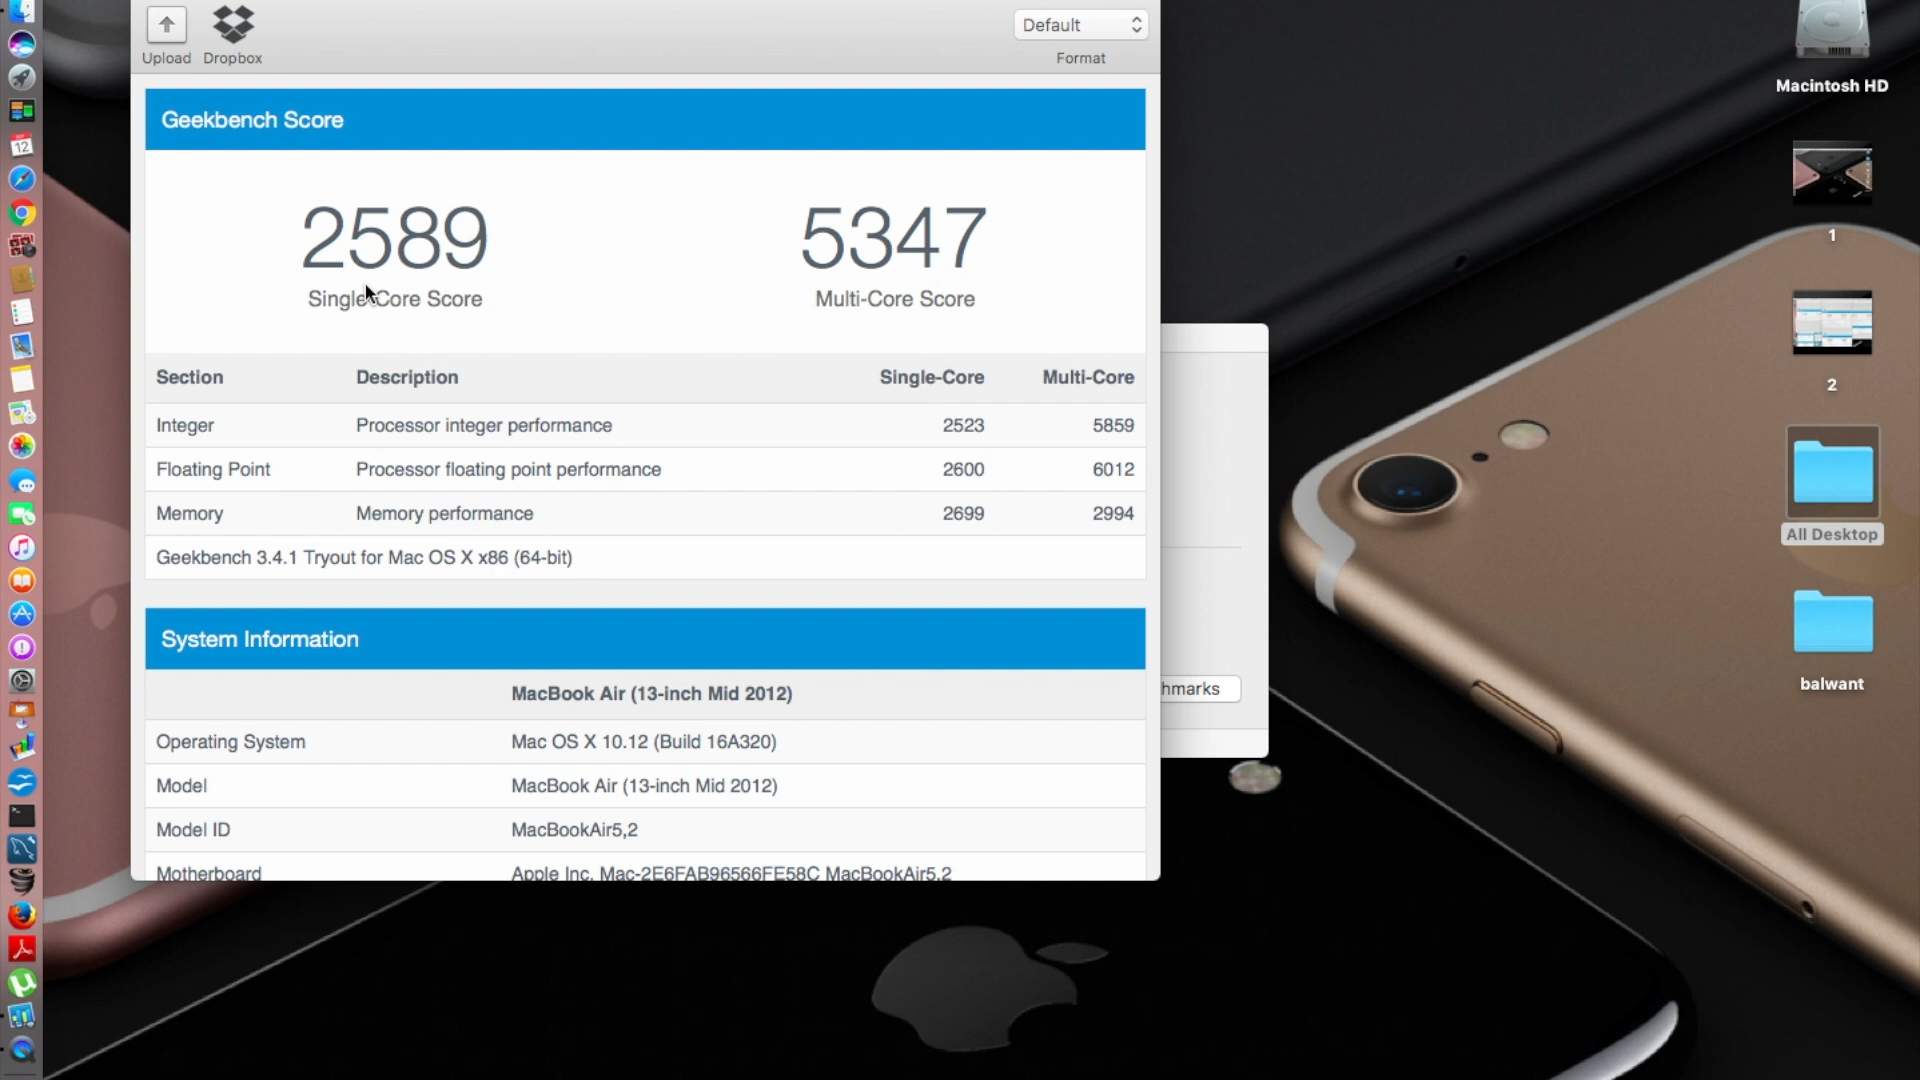 Upload
Dropbox
Default
Format
Geekbench Score
2589
5347
Single-Core Score
Multi-Core Score
Section Description Single-Core Multi-Core
Integer Processor integer performance 2523 5859
Floating Point Processor floating point performance 2600 6012
Memory Memory performance 2699 2994
Geekbench 3.4.1 Tryout for Mac OS X x86 (64-bit)
System Information
MacBook Air (13-inch Mid 2012)
Operating System Mac OS X 10.12 (Build 16A320)
Model MacBook Air (13-inch Mid 2012)
Model ID MacBookAir5,2
Motherboard Apple Inc. Mac-2E6FAB96566FE58C MacBookAir5,2
hmarks
Macintosh HD
1
2
All Desktop
balwant
12